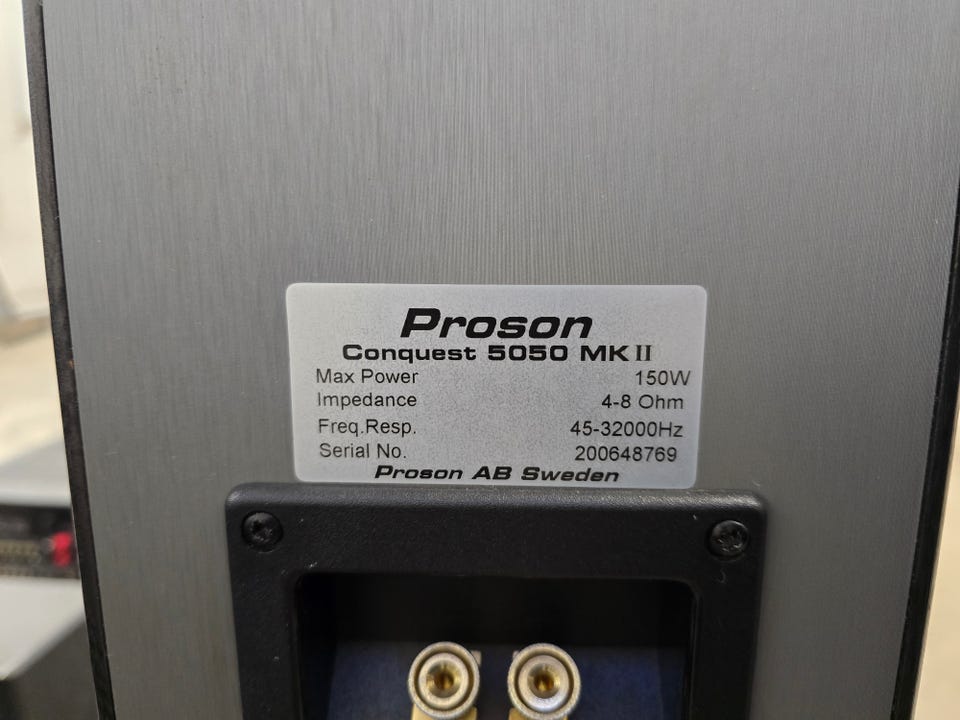 Proson
Conquest 5050 MK II
Max Power 150W
Impedance 4-8 Ohm
Freq.Resp. 45-32000Hz
Serial No. 200648769
Proson AB Sweden